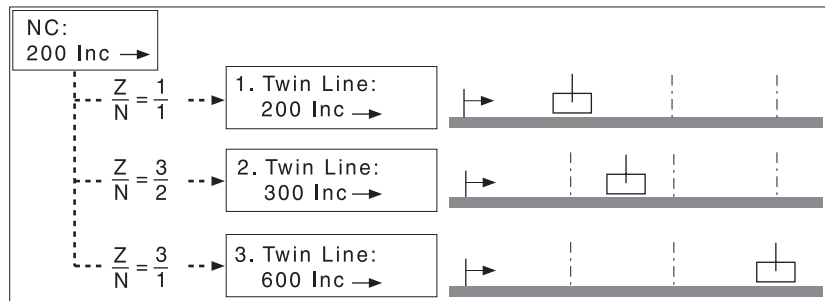 NC:
200 Inc
Z/N = 1/1
1. Twin Line:
200 Inc
Z/N = 3/2
2. Twin Line:
300 Inc
Z/N = 3/1
3. Twin Line:
600 Inc